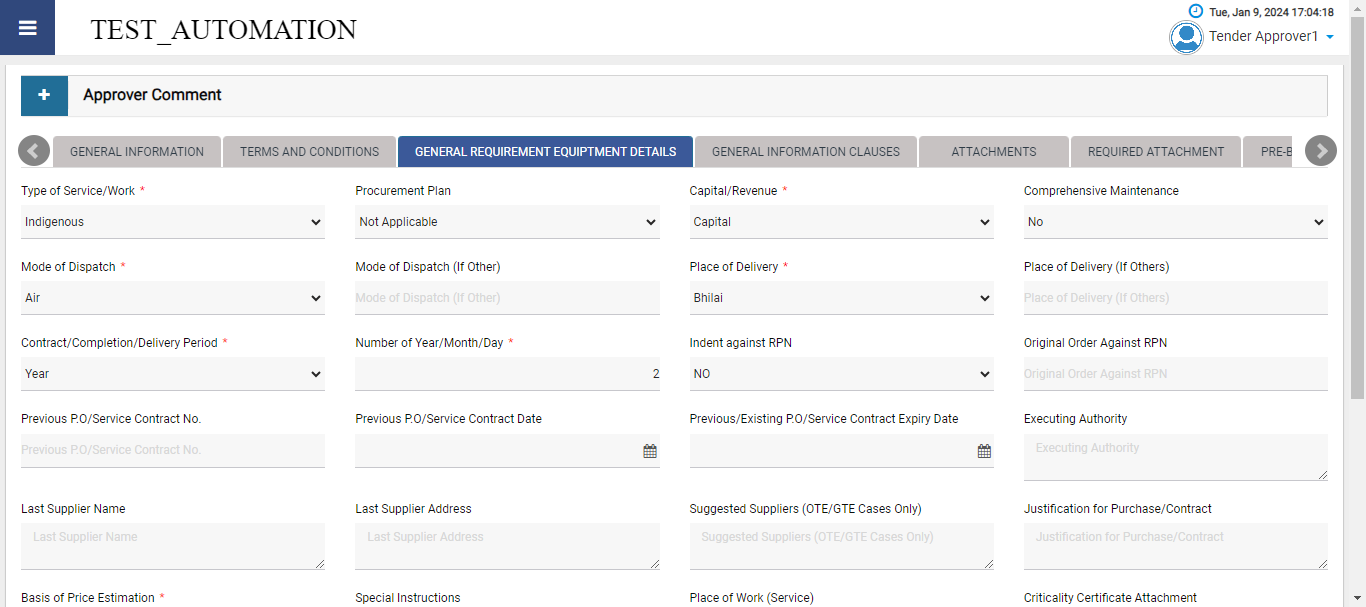 Tue, Jan 9, 2024 17:04:18
TEST_AUTOMATION
Tender Approver1
+ Approver Comment
GENERAL INFORMATION TERMS AND CONDITIONS GENERAL REQUIREMENT EQUIPTMENT DETAILS GENERAL INFORMATION CLAUSES ATTACHMENTS REQUIRED ATTACHMENT PRE-B
Type of Service/Work * Procurement Plan Capital/Revenue * Comprehensive Maintenance
Indigenous Not Applicable Capital No
Mode of Dispatch * Mode of Dispatch (If Other) Place of Delivery * Place of Delivery (If Others)
Air Mode of Dispatch (If Other) Bhilai Place of Delivery (If Others)
Contract/Completion/Delivery Period * Number of Year/Month/Day * Indent against RPN Original Order Against RPN
Year 2 NO Original Order Against RPN
Previous P.O/Service Contract No. Previous P.O/Service Contract Date Previous/Existing P.O/Service Contract Expiry Date Executing Authority
Previous P.O/Service Contract No. Executing Authority
Last Supplier Name Last Supplier Address Suggested Suppliers (OTE/GTE Cases Only) Justification for Purchase/Contract
Last Supplier Name Last Supplier Address Suggested Suppliers (OTE/GTE Cases Only) Justification for Purchase/Contract
Basis of Price Estimation * Special Instructions Place of Work (Service) Criticality Certificate Attachment